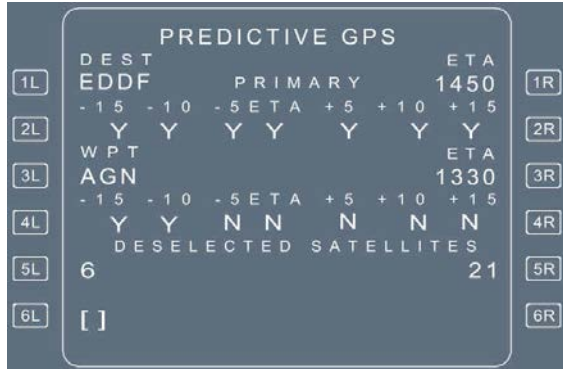 PREDICTIVE GPS
DEST ETA
1L EDDF PRIMARY 1450 1R
-15 -10 -5 ETA +5 +10 +15
2L Y Y Y Y Y Y Y 2R
WPT ETA
3L AGN 1330 3R
-15 -10 -5 ETA +5 +10 +15
4L Y Y N N N N N 4R
DESELECTED SATELLITES
5L 6 21 5R
6L [ ] 6R